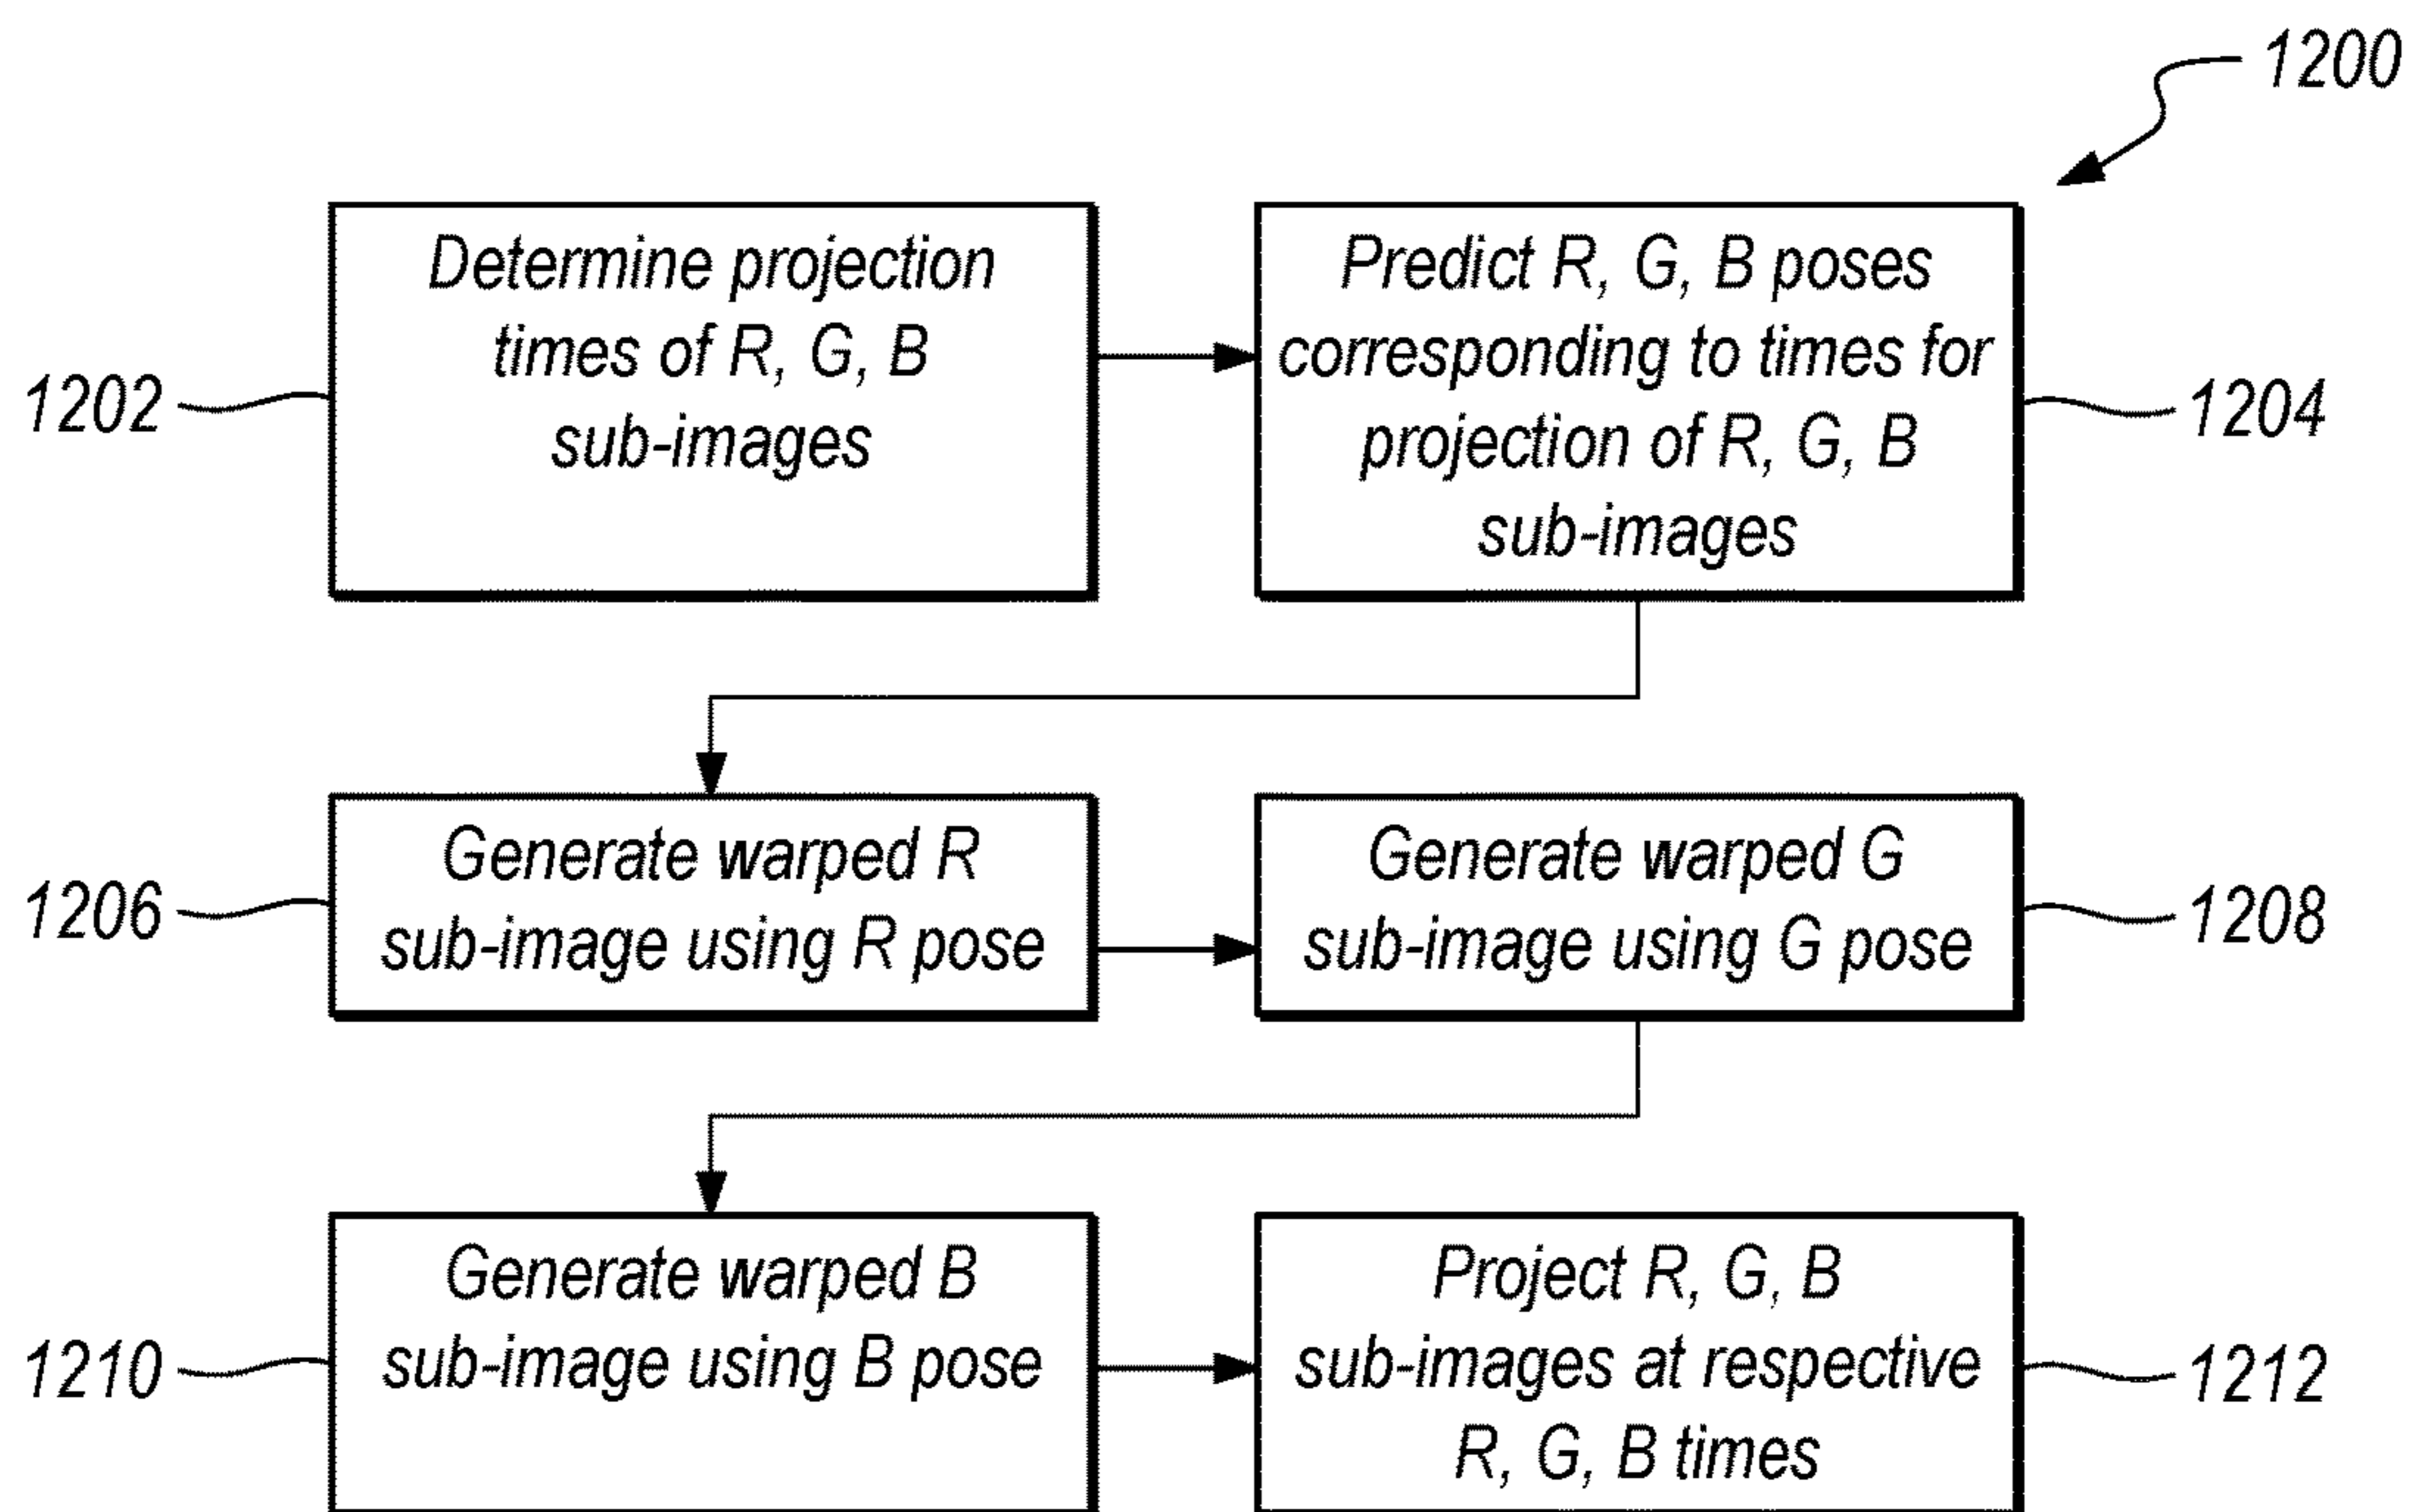 1200
Determine projection
times of R, G, B
sub-images
1202
Predict R, G, B poses
corresponding to times for
projection of R, G, B
sub-images
1204
Generate warped R
sub-image using R pose
1206
Generate warped G
sub-image using G pose
1208
Generate warped B
sub-image using B pose
1210
Project R, G, B
sub-images at respective
R, G, B times
1212